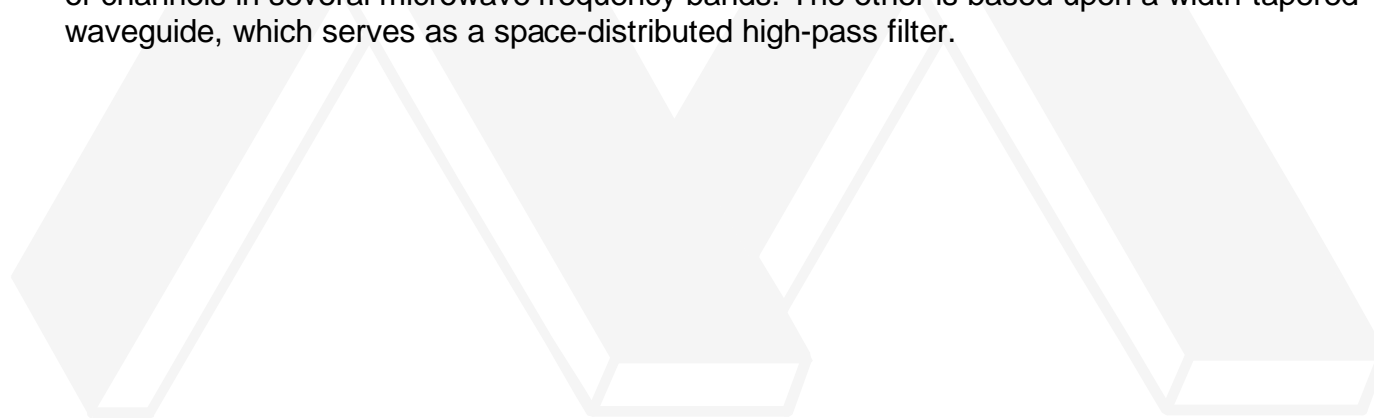 of channels in several microwave frequency bands. The other is based upon a width tapered
waveguide, which serves as a space-distributed high-pass filter.